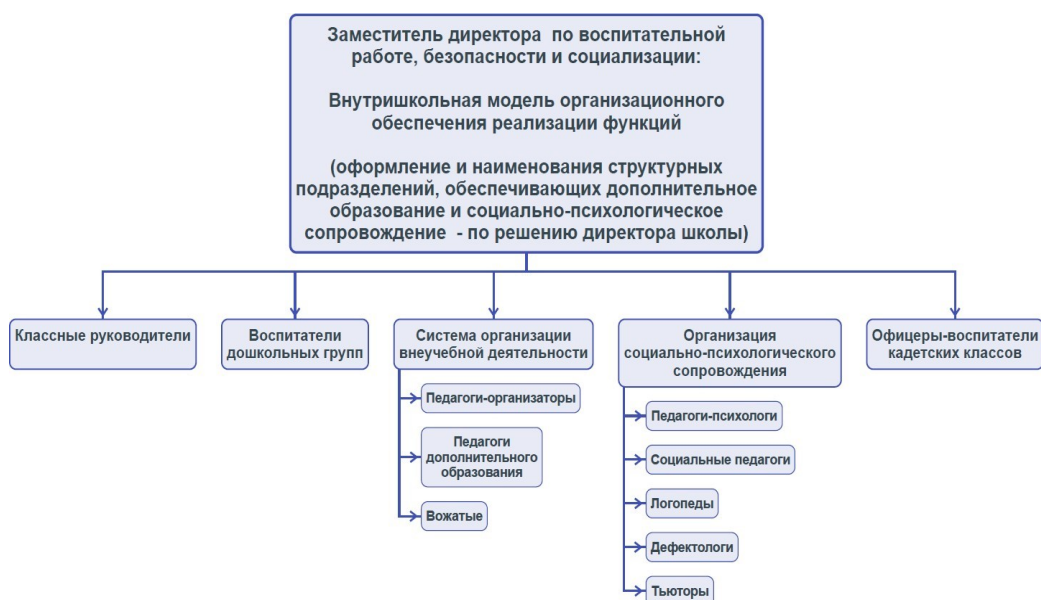 Заместитель директора по воспитательной
работе, безопасности и социализации:
Внутришкольная модель организационного
обеспечения реализации функций
(оформление и наименования структурных
подразделений, обеспечивающих дополнительное
образование и социально-психологическое
сопровождение - по решению директора школы)
Классные руководители
Воспитатели
дошкольных групп
Система организации
внеучебной деятельности
Педагоги-организаторы
Педагоги
дополнительного
образования
Вожатые
Организация
социально-психологического
сопровождения
Педагоги-психологи
Социальные педагоги
Логопеды
Дефектологи
Тьюторы
Офицеры-воспитатели
кадетских классов